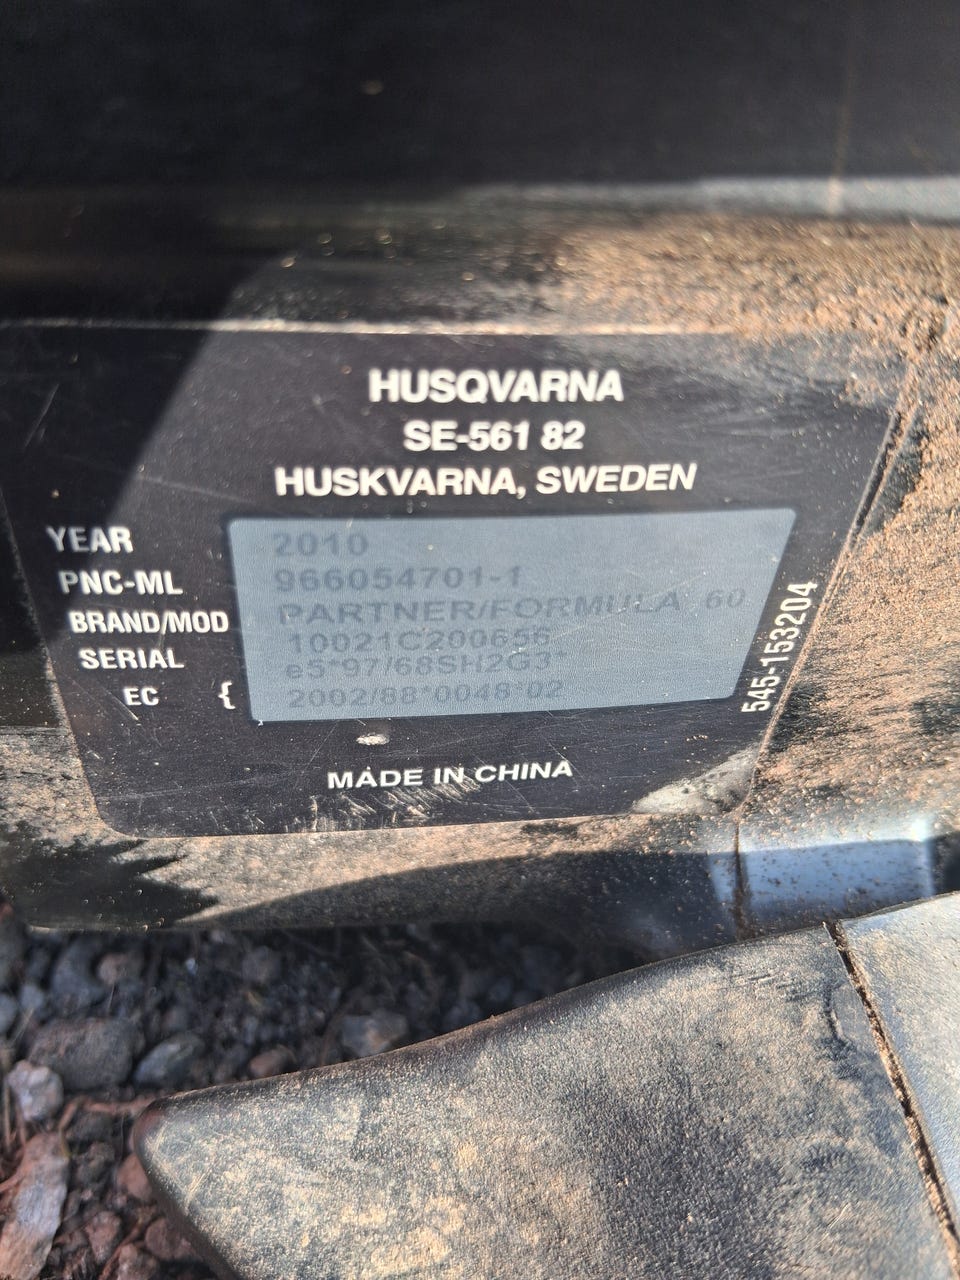 HUSQVARNA
SE-561 82
HUSKVARNA, SWEDEN
YEAR 2010
PNC-ML 966054701-1
BRAND/MOD PARTNER/FORMULA 60
SERIAL 10021C200656
EC { e5*97/68SH2G3*
2002/88*0048*02
545-153204
MADE IN CHINA